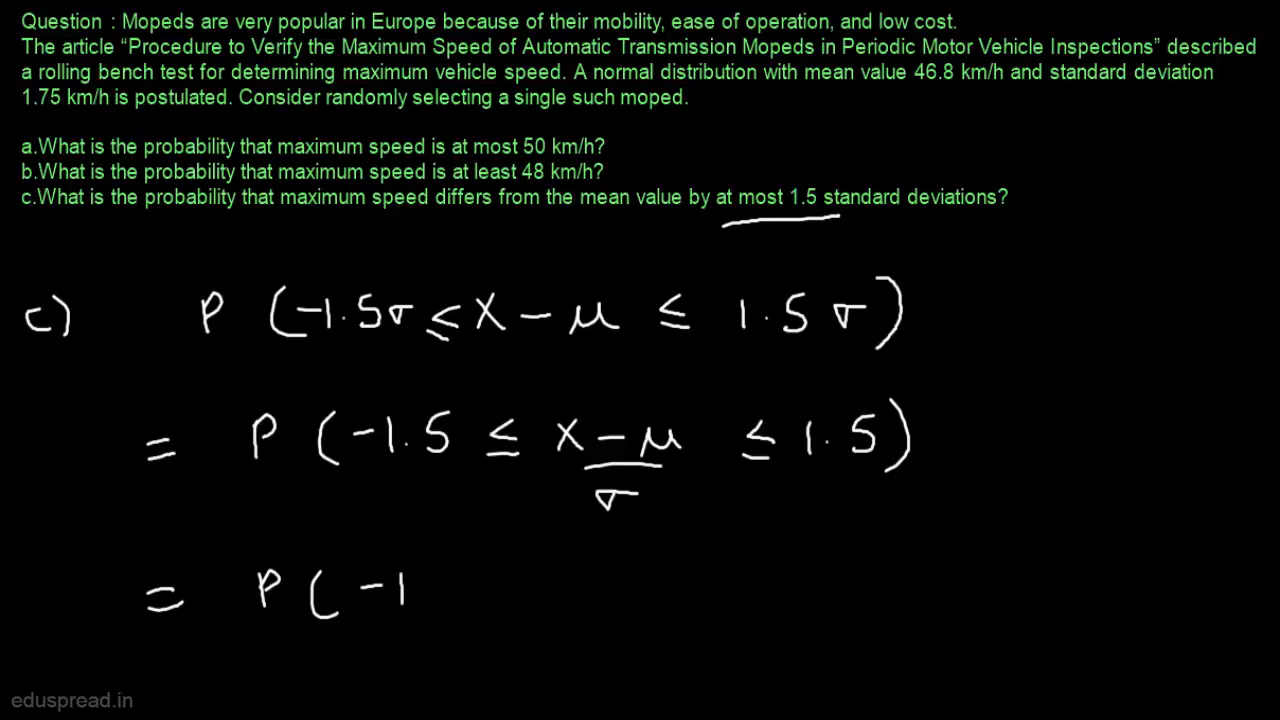 Question : Mopeds are very popular in Europe because of their mobility, ease of operation, and low cost.
The article “Procedure to Verify the Maximum Speed of Automatic Transmission Mopeds in Periodic Motor Vehicle Inspections” described
a rolling bench test for determining maximum vehicle speed. A normal distribution with mean value 46.8 km/h and standard deviation
1.75 km/h is postulated. Consider randomly selecting a single such moped.
a.What is the probability that maximum speed is at most 50 km/h?
b.What is the probability that maximum speed is at least 48 km/h?
c.What is the probability that maximum speed differs from the mean value by at most 1.5 standard deviations?
c) P (-1.5σ ≤ X - μ ≤ 1.5 σ)
= P (-1.5 ≤ X - μ ≤ 1.5)
σ
= P ( -1
eduspread.in